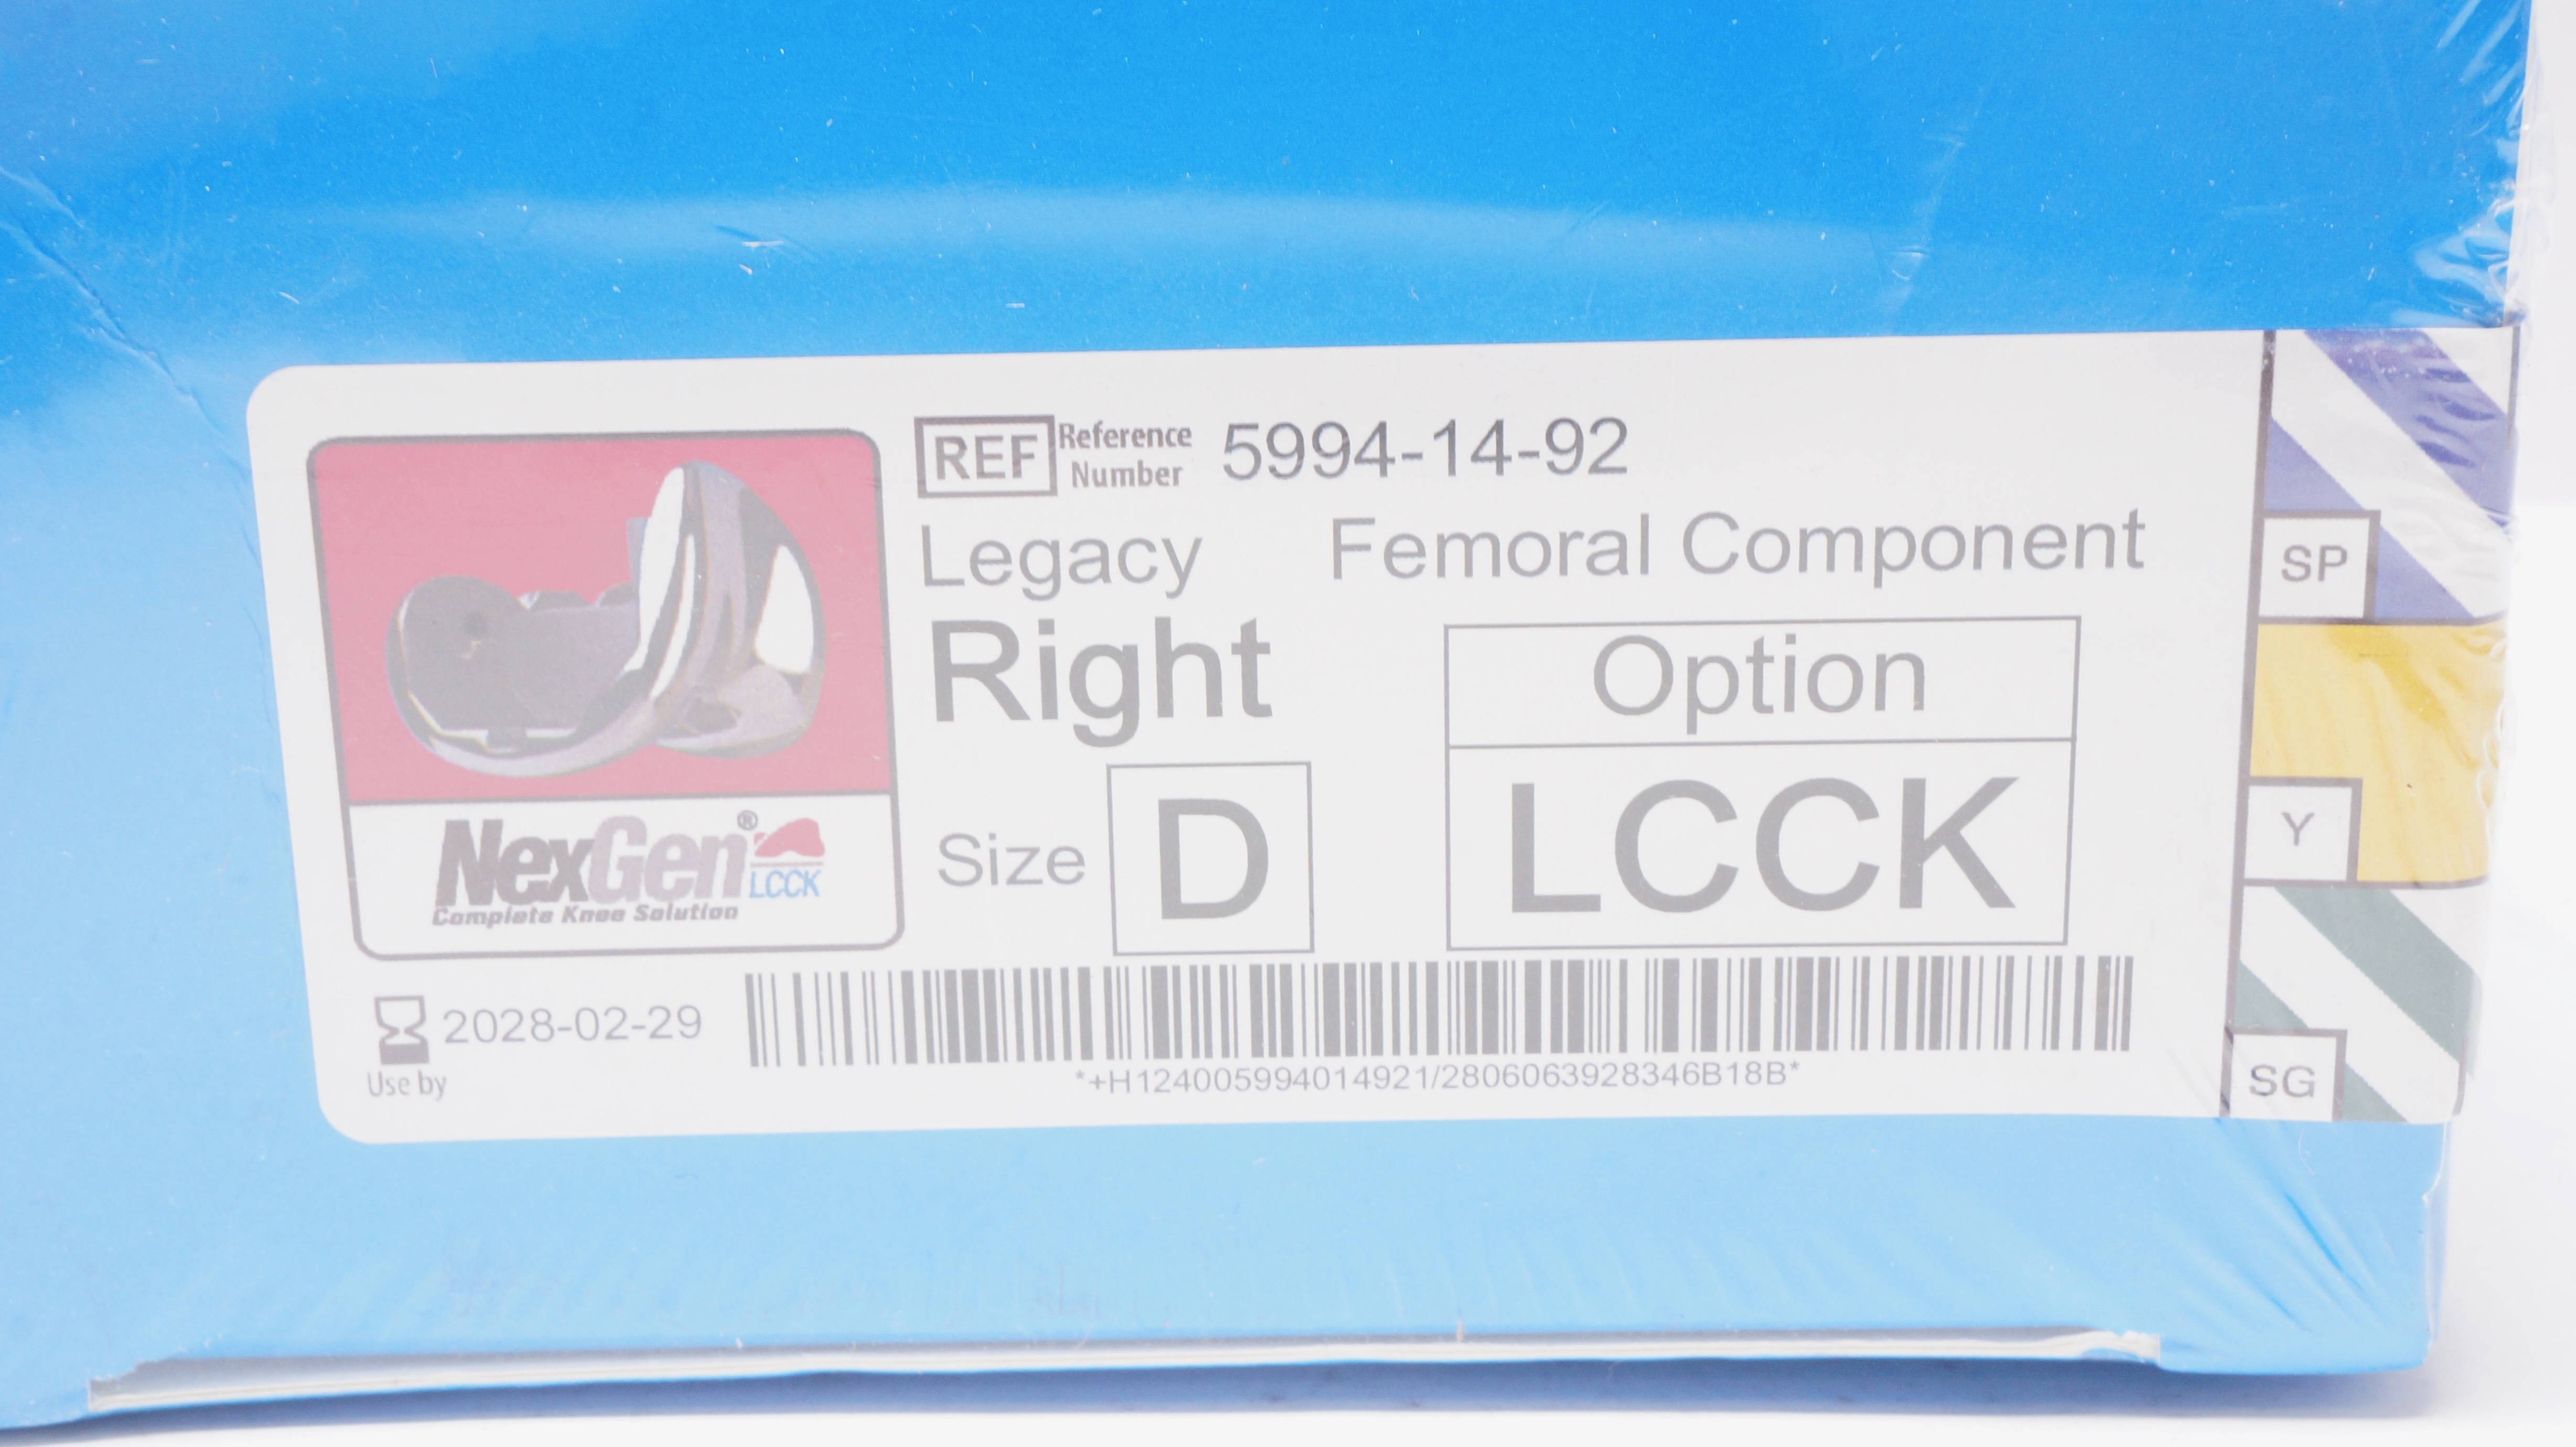 REF Reference Number 5994-14-92
Legacy Femoral Component
Right
Option
Size D LCCK
NexGen® LCCK
Complete Knee Solution
2028-02-29
Use by
*+H124005994014921/2806063928346B18B*
SP
Y
SG